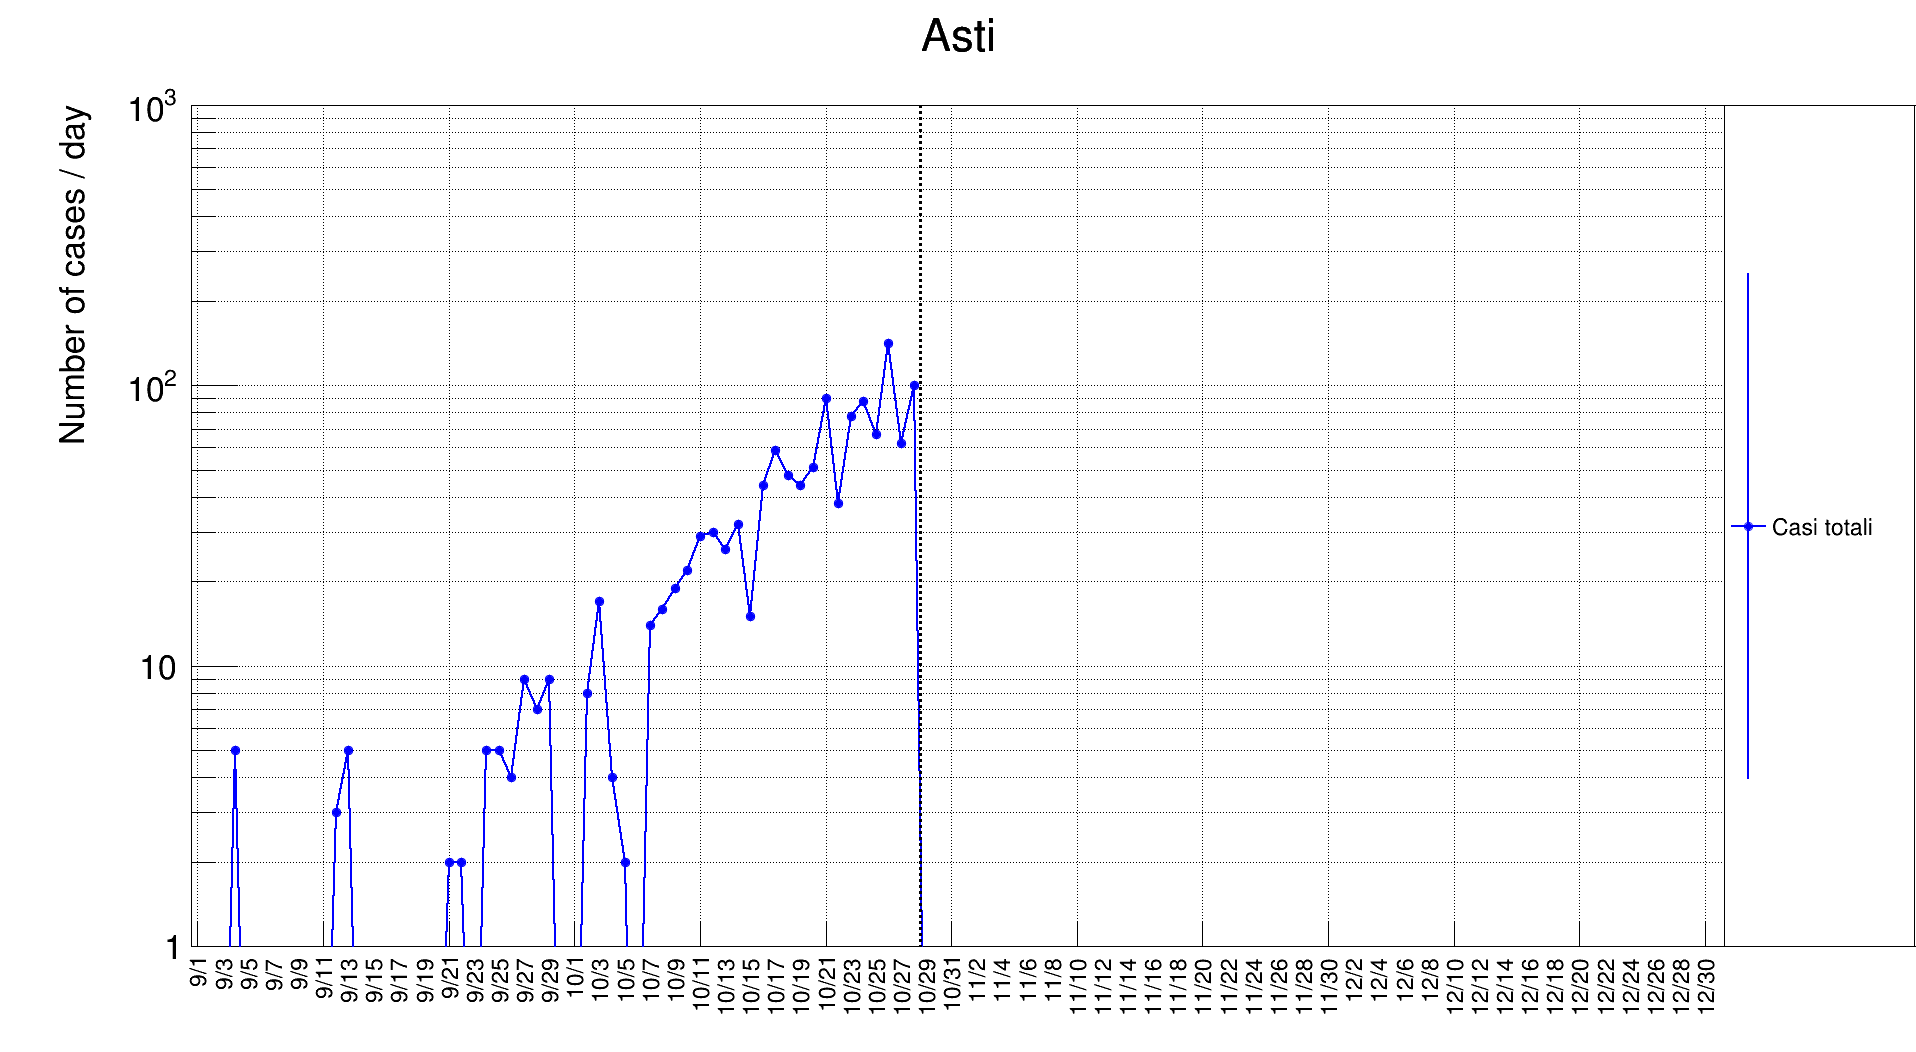 Asti
Number of cases / day
10³
10²
10
1
9/1 9/3 9/5 9/7 9/9 9/11 9/13 9/15 9/17 9/19 9/21 9/23 9/25 9/27 9/29 10/1 10/3 10/5 10/7 10/9 10/11 10/13 10/15 10/17 10/19 10/21 10/23 10/25 10/27 10/29 10/31 11/2 11/4 11/6 11/8 11/10 11/12 11/14 11/16 11/18 11/20 11/22 11/24 11/26 11/28 11/30 12/2 12/4 12/6 12/8 12/10 12/12 12/14 12/16 12/18 12/20 12/22 12/24 12/26 12/28 12/30
Casi totali